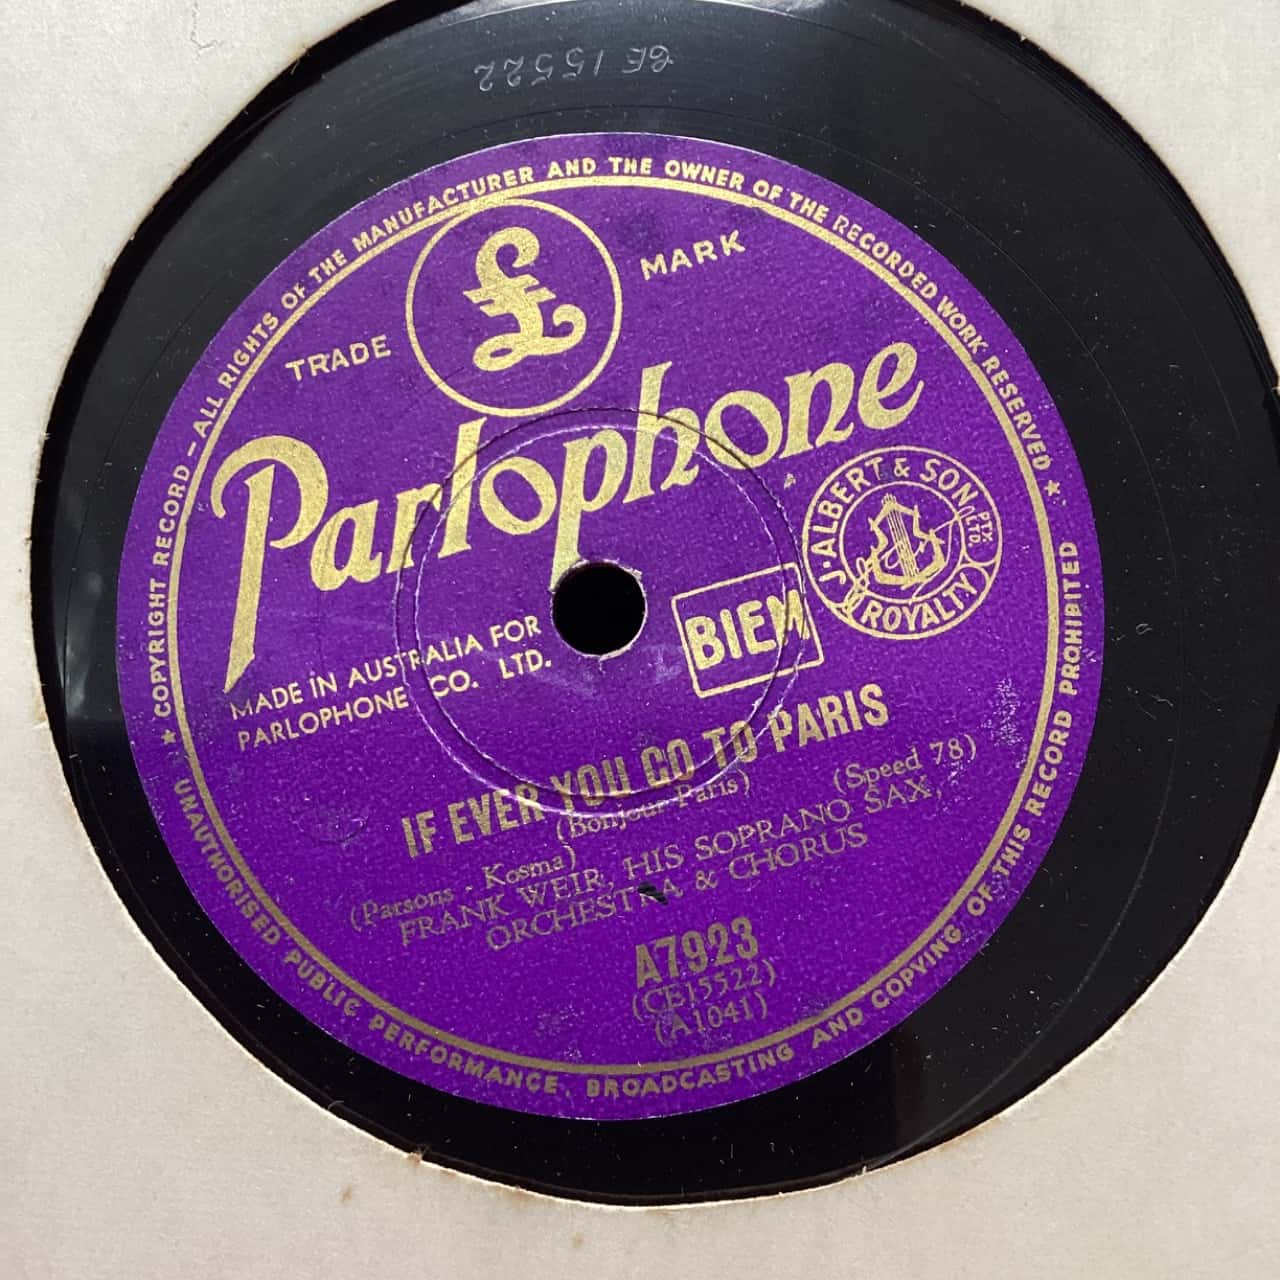 CE 15522
COPYRIGHT RECORD – ALL RIGHTS OF THE MANUFACTURER AND THE OWNER OF THE RECORDED WORK RESERVED ★
£
TRADE MARK
Parlophone
J. ALBERT & SON PTY. LTD.
ROYALTY
MADE IN AUSTRALIA FOR
PARLOPHONE CO. LTD.
BIEM
IF EVER YOU GO TO PARIS
(Bonjour Paris)
(Speed 78)
(Parsons - Kosma)
FRANK WEIR, HIS SOPRANO SAX,
ORCHESTRA & CHORUS
A7923
(CE15522)
(A1041)
★ UNAUTHORISED PUBLIC PERFORMANCE, BROADCASTING AND COPYING OF THIS RECORD PROHIBITED